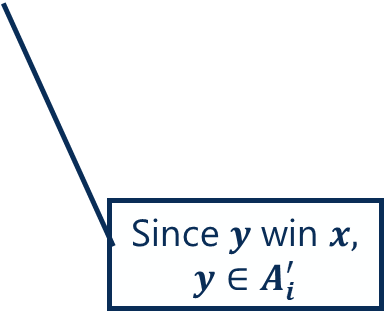 Since 𝒚 win 𝒙,
𝒚 ∈ 𝑨′ᵢ